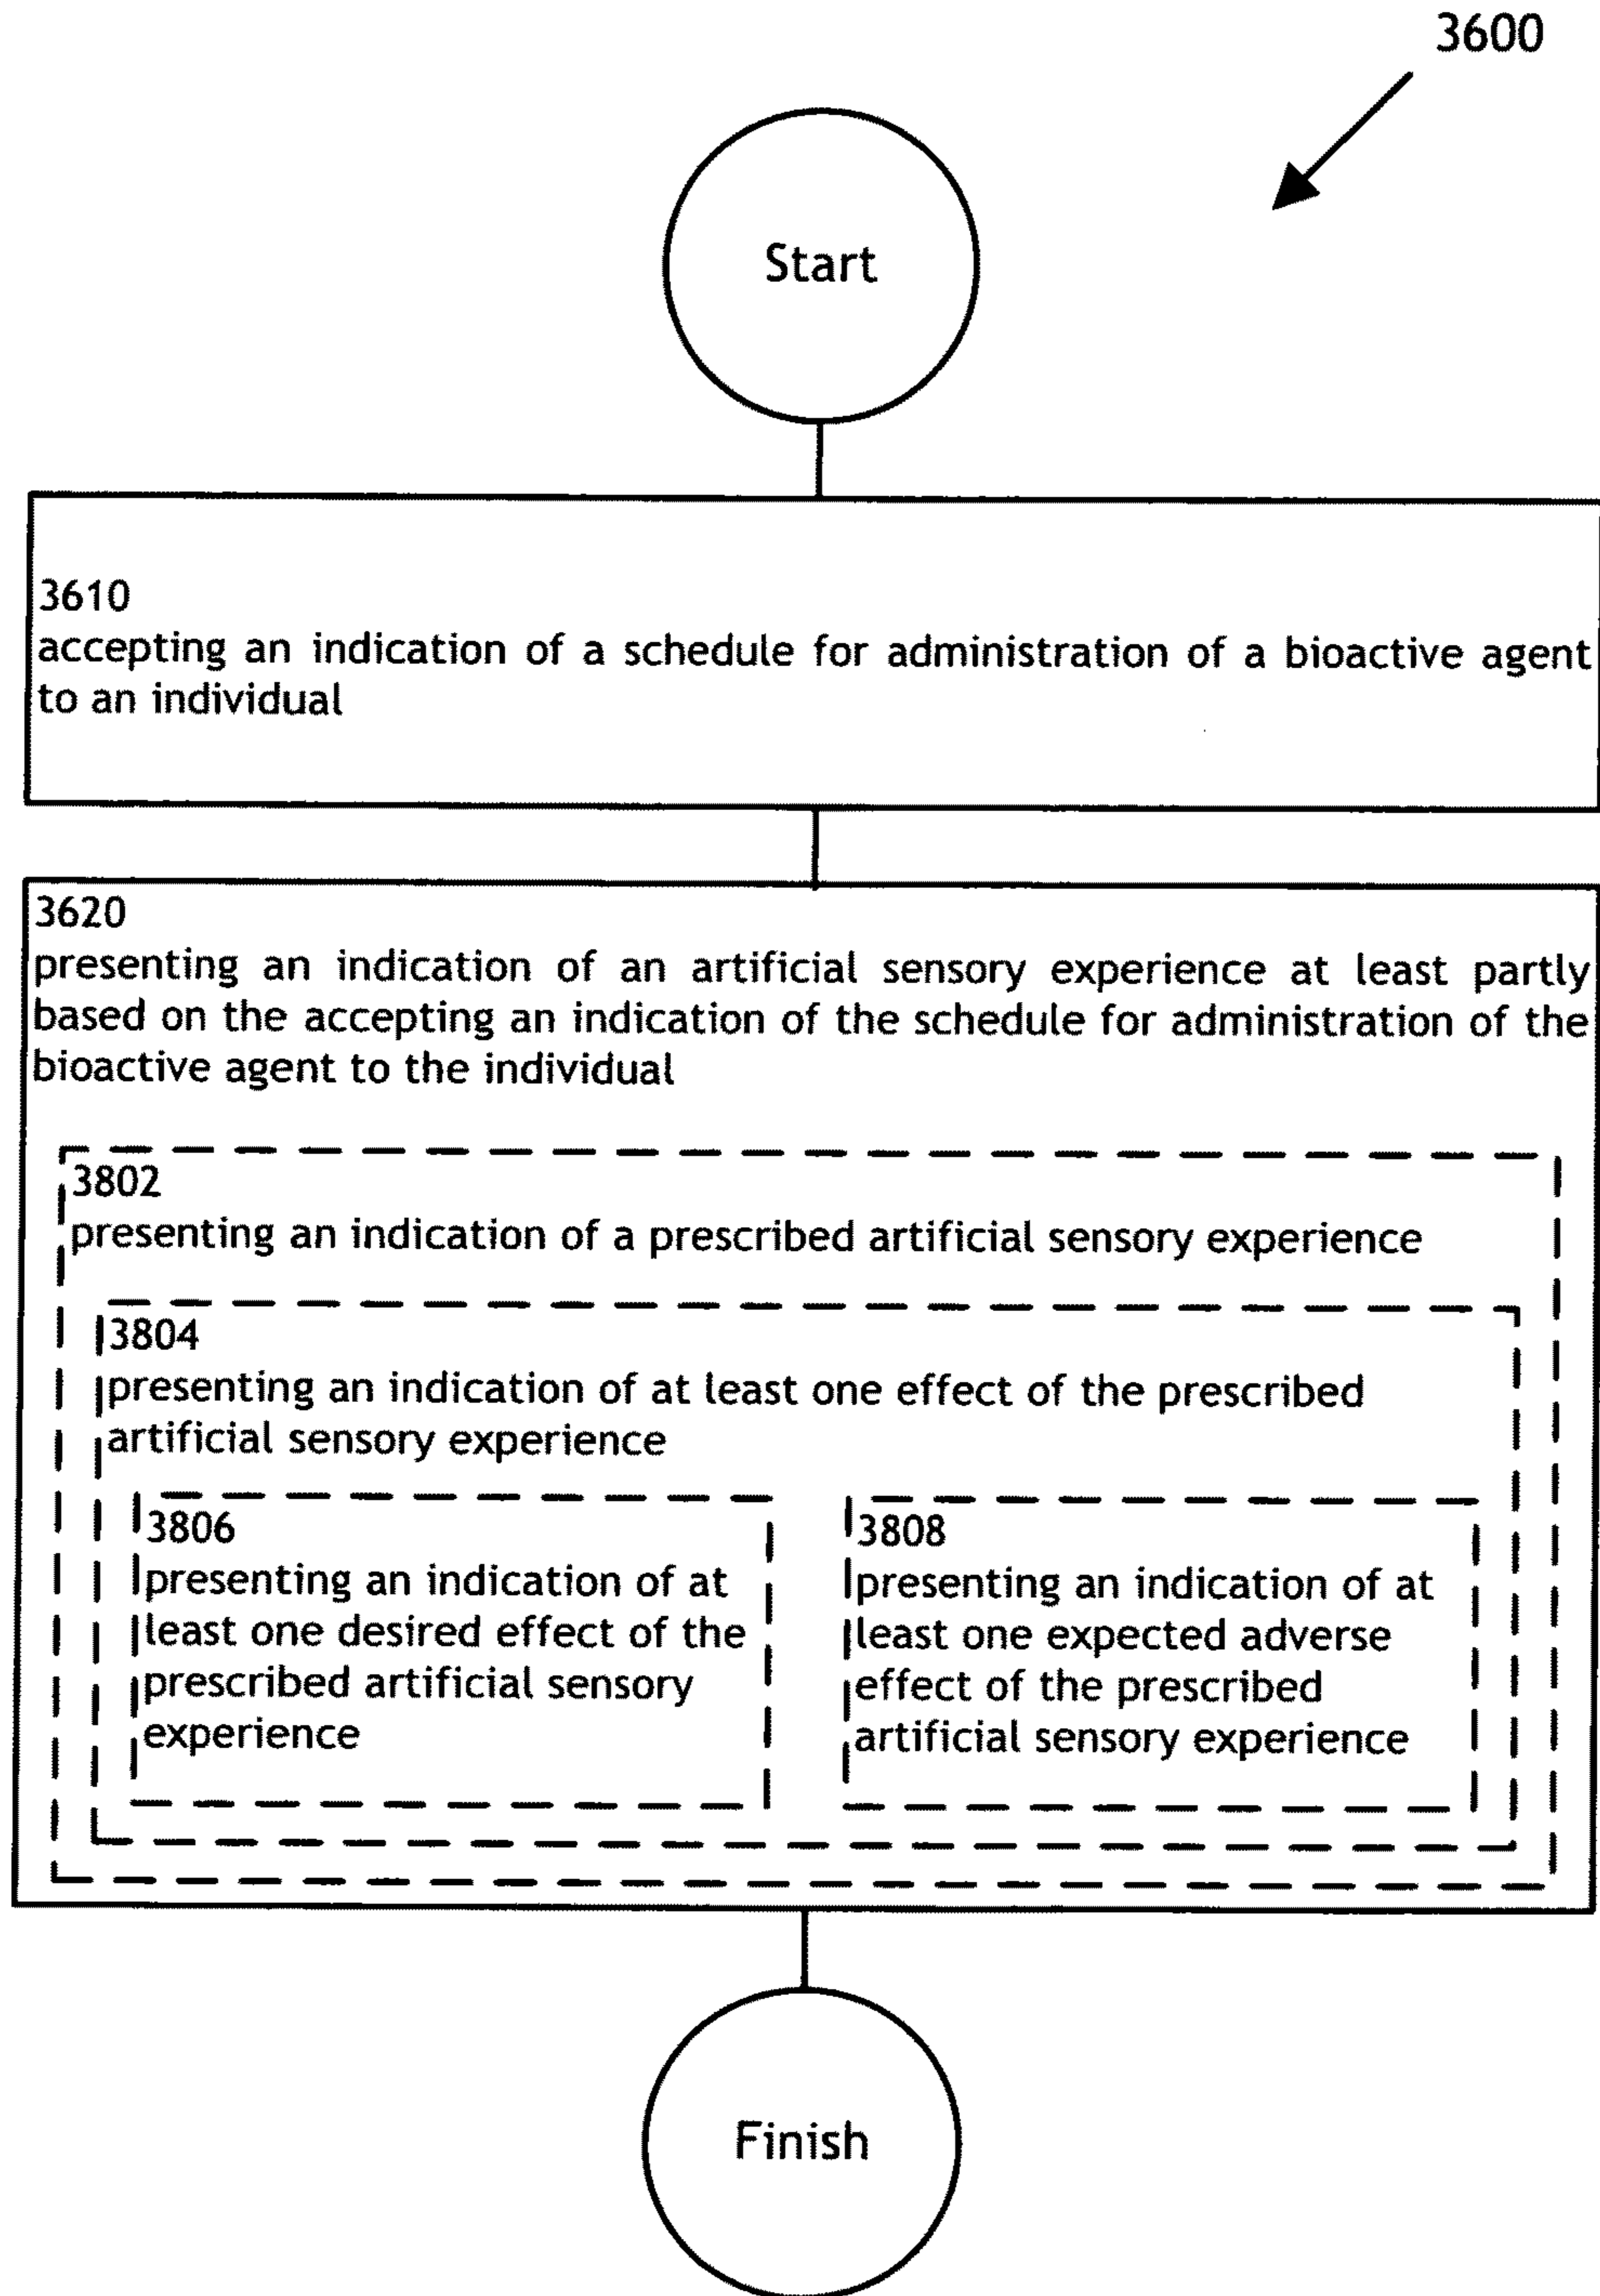 3600
Start
3610
accepting an indication of a schedule for administration of a bioactive agent
to an individual
3620
presenting an indication of an artificial sensory experience at least partly
based on the accepting an indication of the schedule for administration of the
bioactive agent to the individual
3802
presenting an indication of a prescribed artificial sensory experience
3804
presenting an indication of at least one effect of the prescribed
artificial sensory experience
3806
presenting an indication of at
least one desired effect of the
prescribed artificial sensory
experience
3808
presenting an indication of at
least one expected adverse
effect of the prescribed
artificial sensory experience
Finish